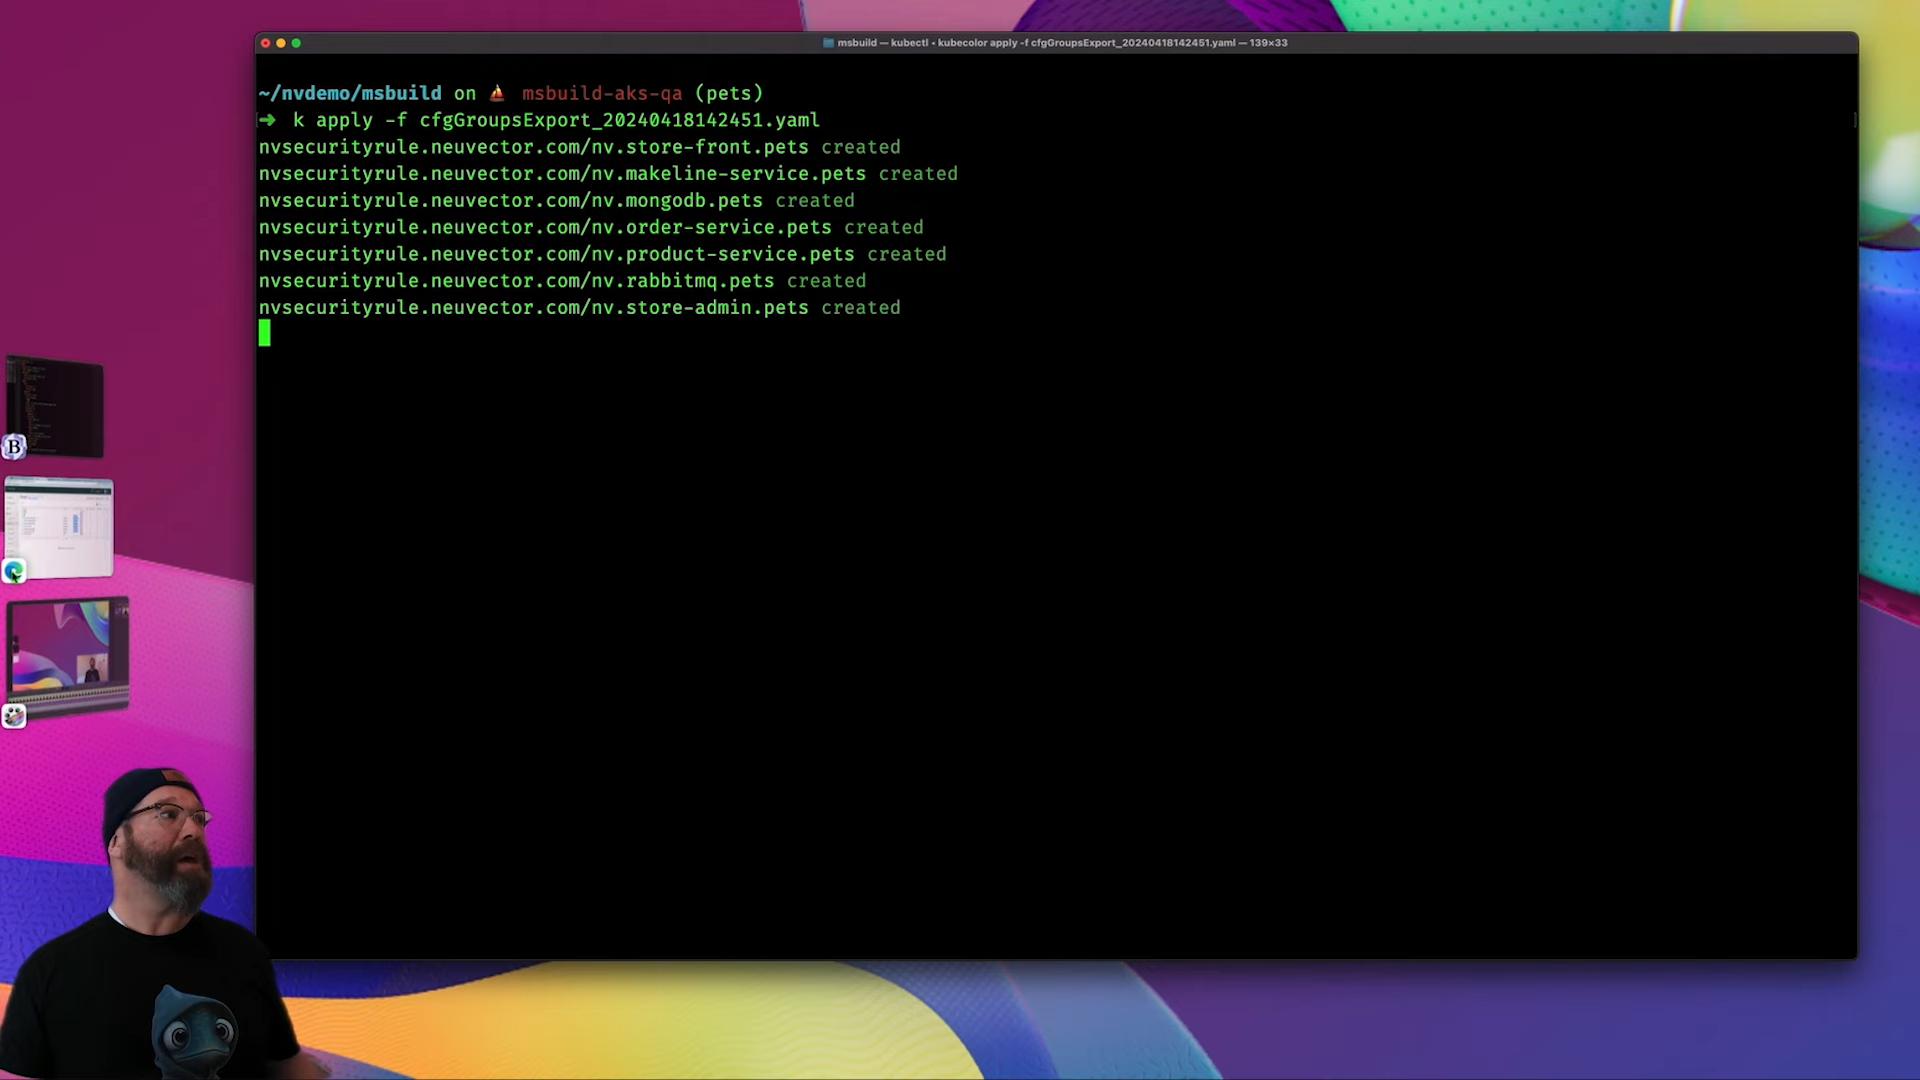 msbuild — kubectl • kubecolor apply -f cfgGroupsExport_20240418142451.yaml — 139×33
~/nvdemo/msbuild on msbuild-aks-qa (pets)
➜ k apply -f cfgGroupsExport_20240418142451.yaml
nvsecurityrule.neuvector.com/nv.store-front.pets created
nvsecurityrule.neuvector.com/nv.makeline-service.pets created
nvsecurityrule.neuvector.com/nv.mongodb.pets created
nvsecurityrule.neuvector.com/nv.order-service.pets created
nvsecurityrule.neuvector.com/nv.product-service.pets created
nvsecurityrule.neuvector.com/nv.rabbitmq.pets created
nvsecurityrule.neuvector.com/nv.store-admin.pets created
B